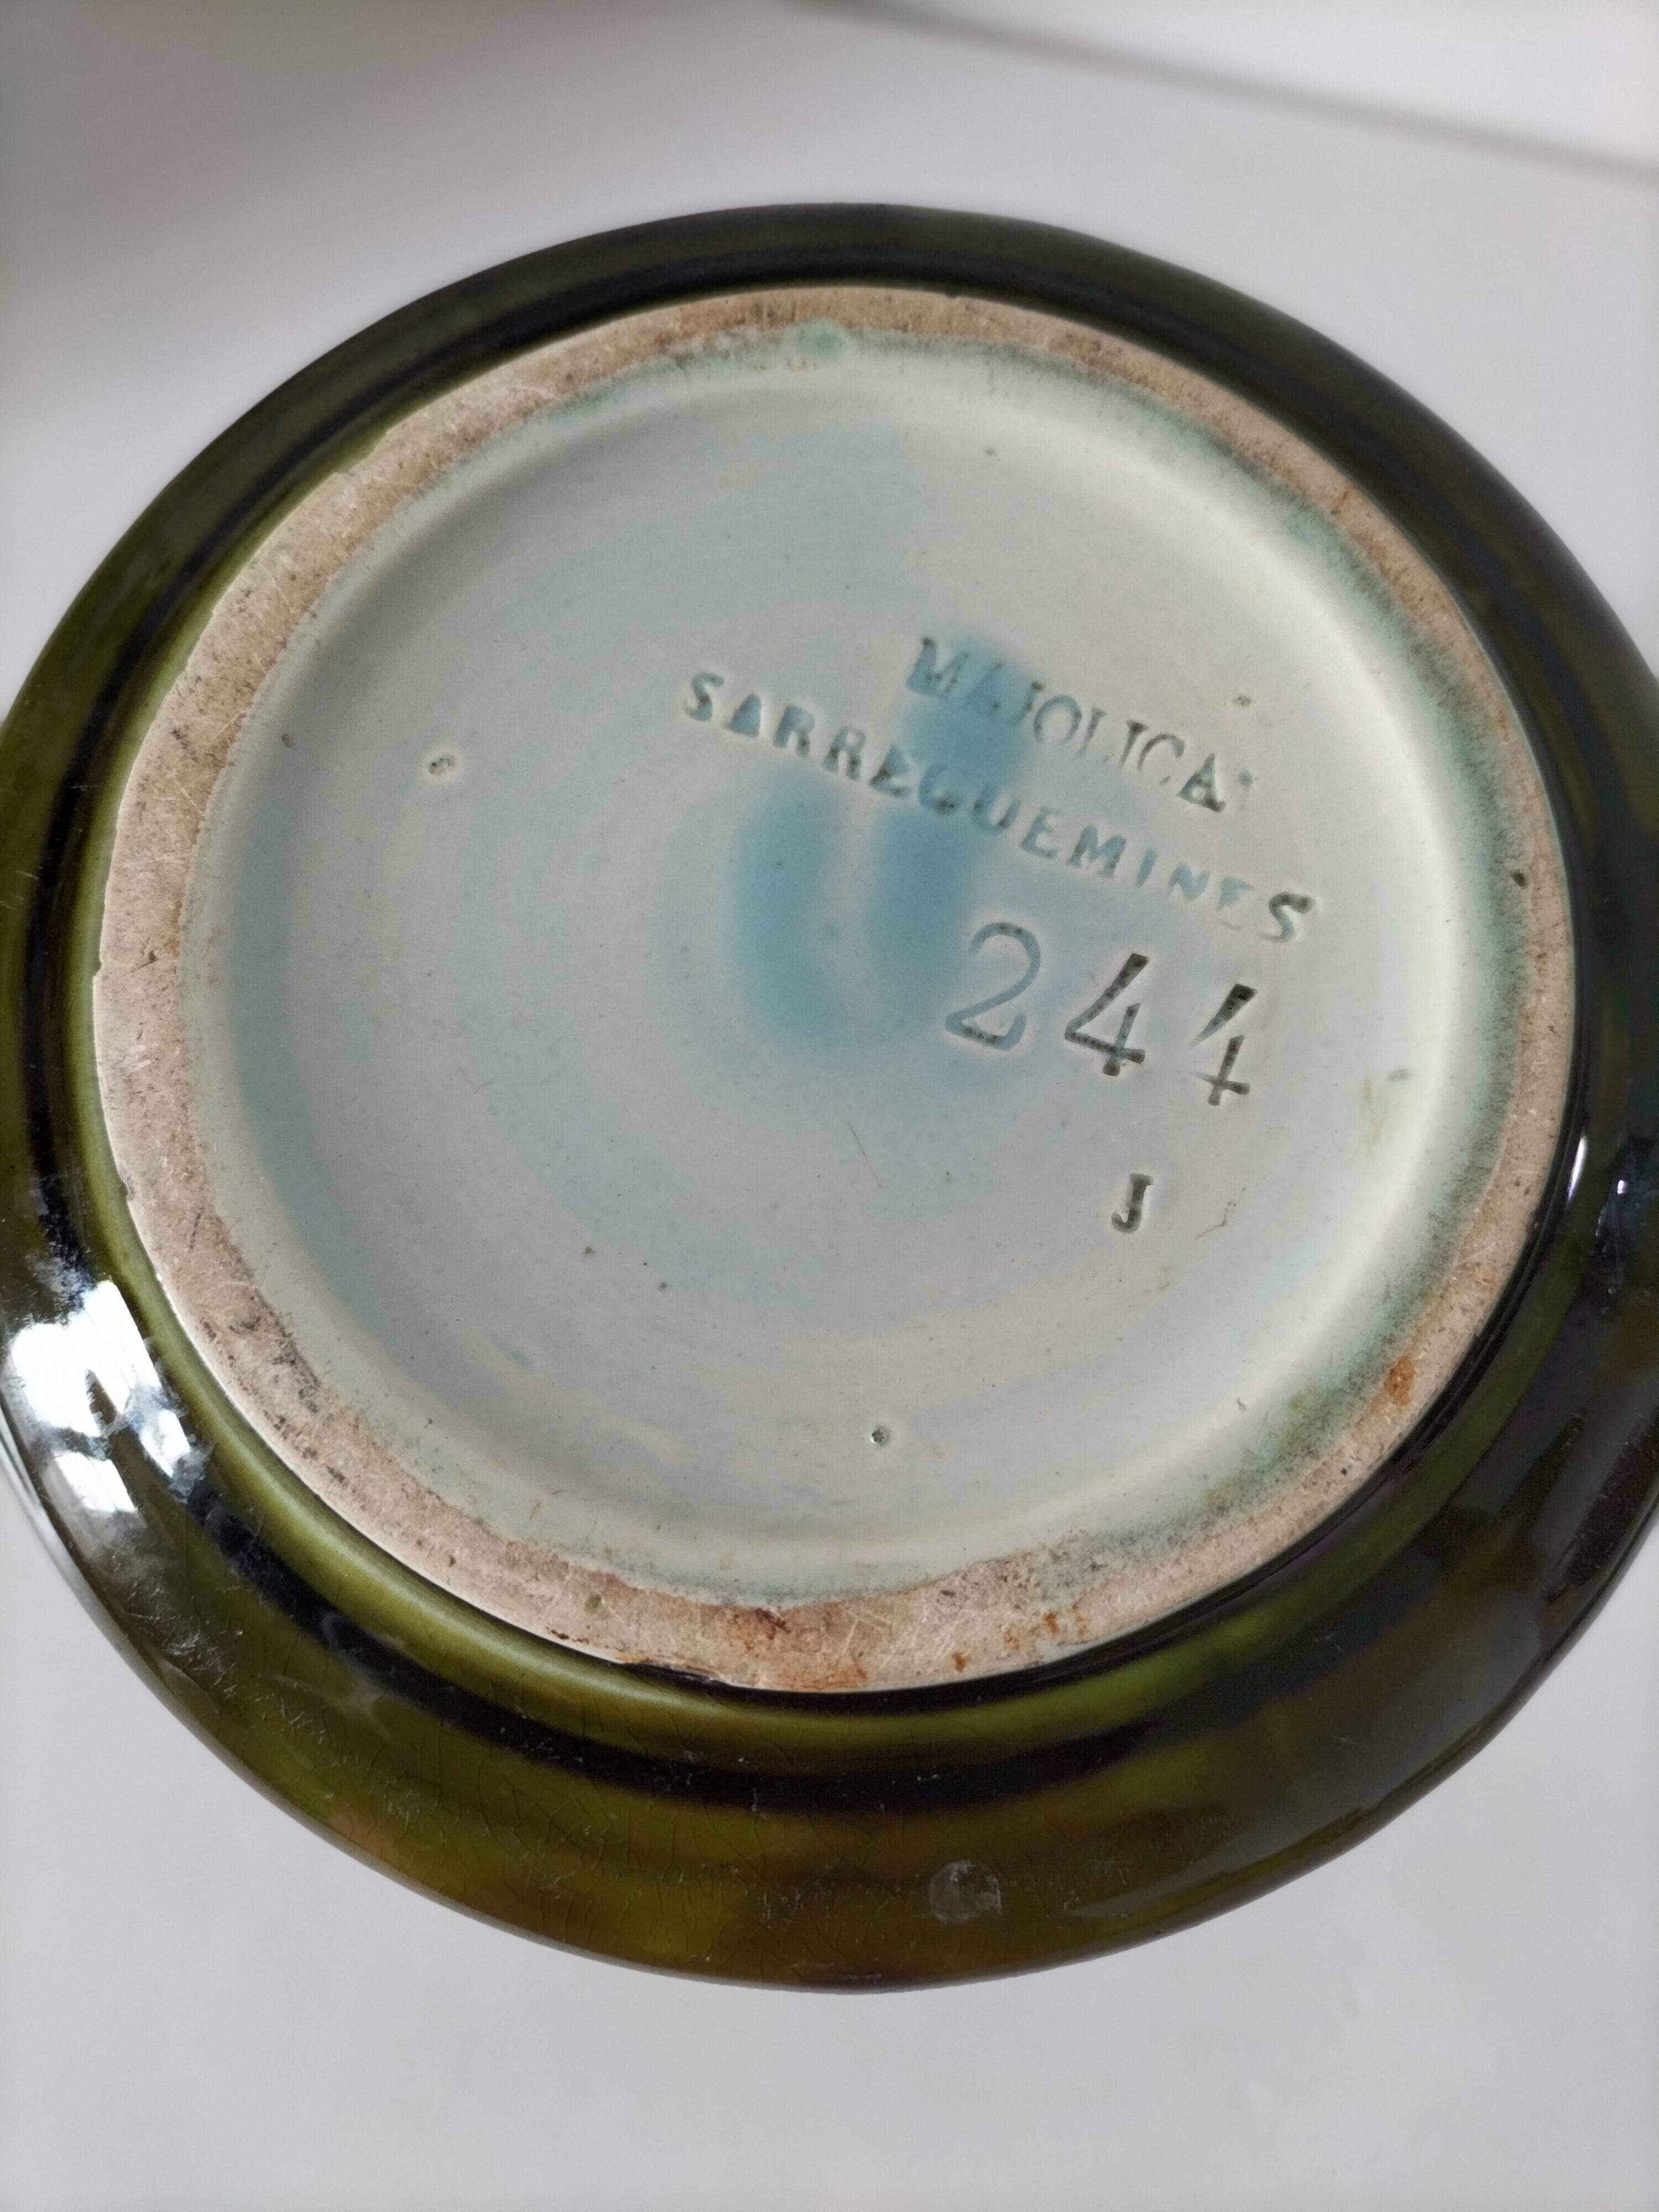 MAJOLICA
SARREGUEMINES
244
J